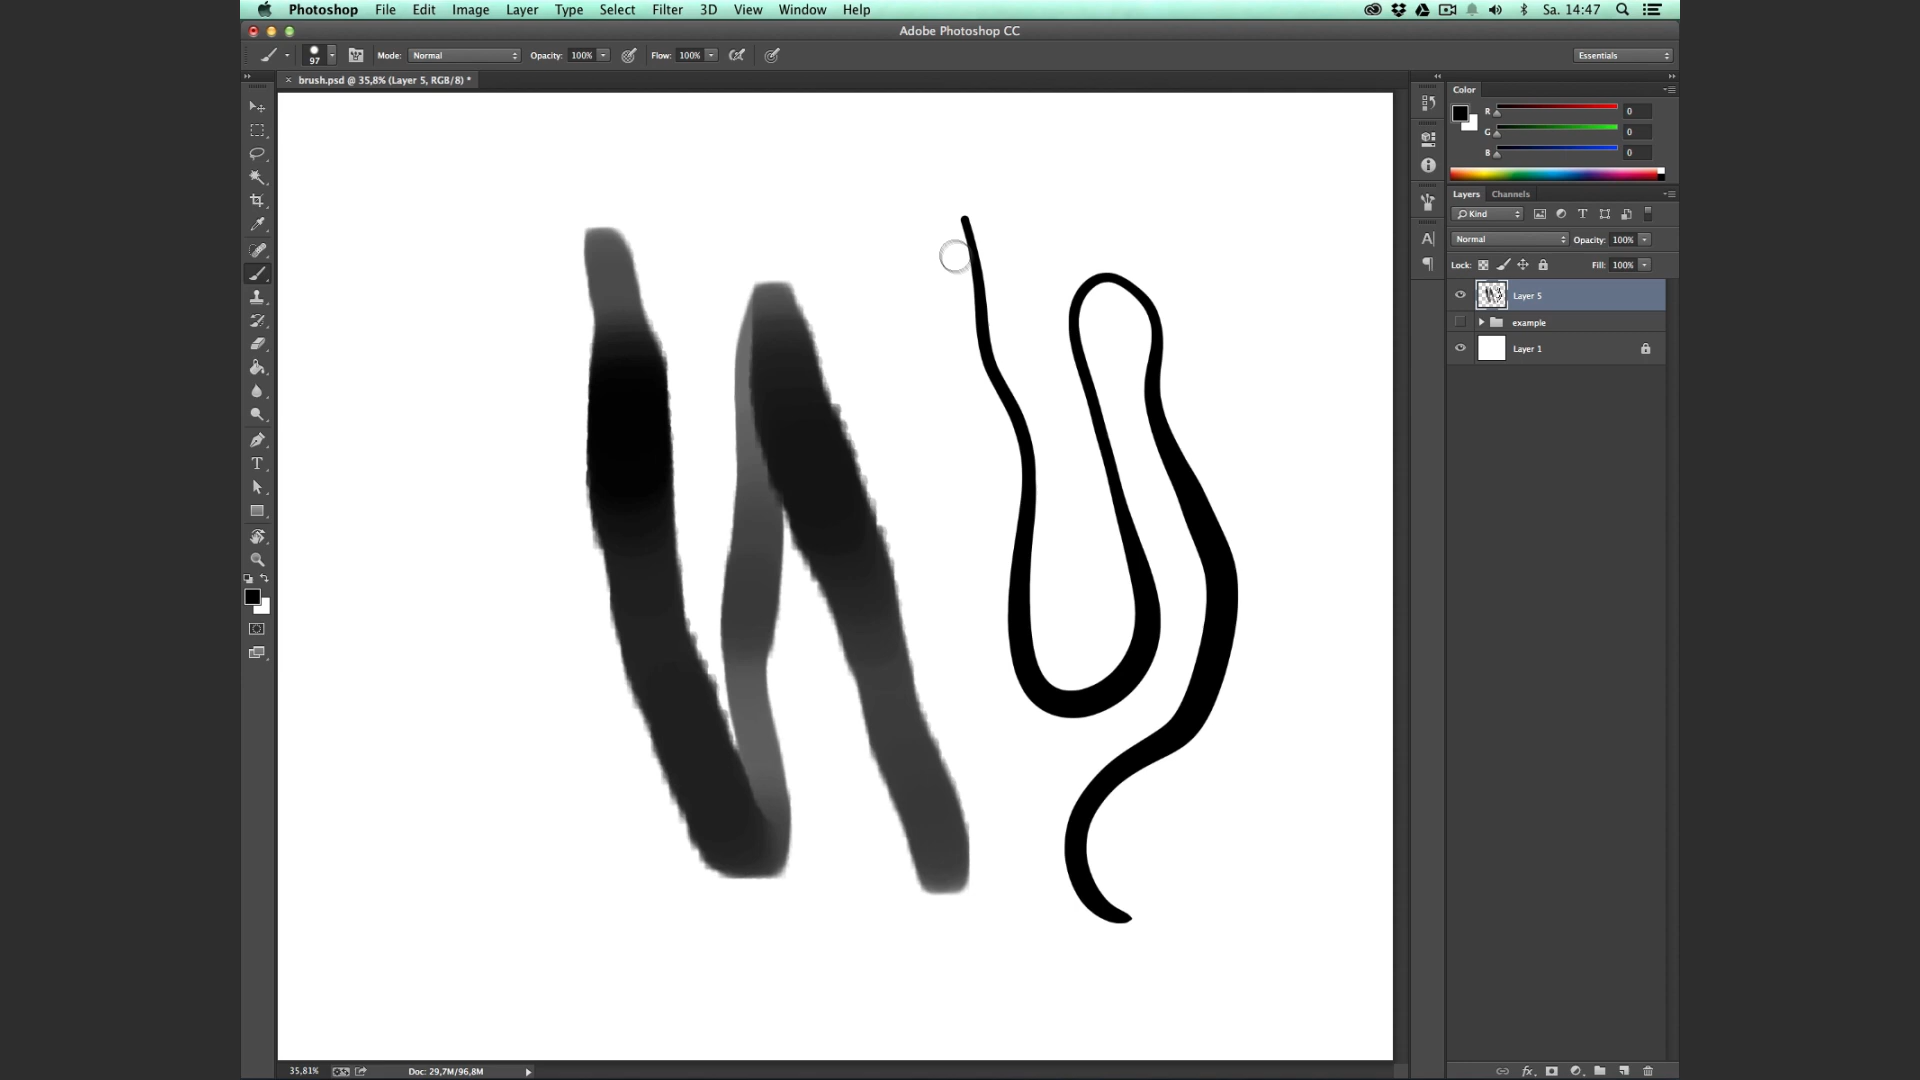 Photoshop File Edit Image Layer Type Select Filter 3D View Window Help Sa. 14:47
Adobe Photoshop CC
97 Mode: Normal Opacity: 100% Flow: 100% Essentials
× brush.psd @ 35,8% (Layer 5, RGB/8) *
Color
R 0
G 0
B 0
Layers Channels
Kind
Normal Opacity: 100%
Lock: Fill: 100%
Layer 5
example
Layer 1
35,81% Doc: 29,7M/96,8M